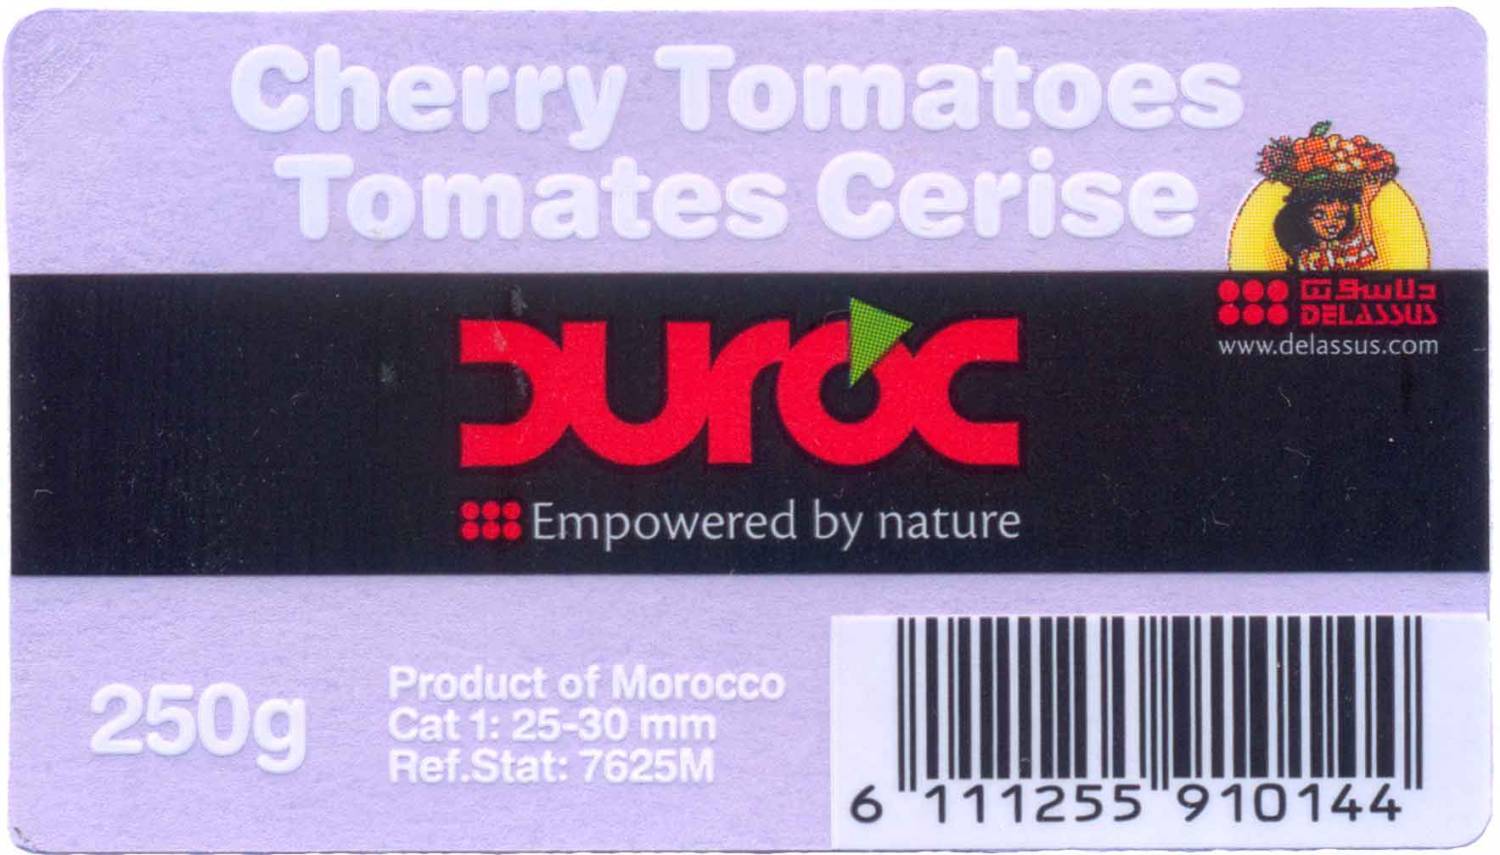 Cherry Tomatoes
Tomates Cerise
دلاسوس
DELASSUS
www.delassus.com
Duroc
Empowered by nature
250g
Product of Morocco
Cat 1: 25-30 mm
Ref.Stat: 7625M
6 111255 910144